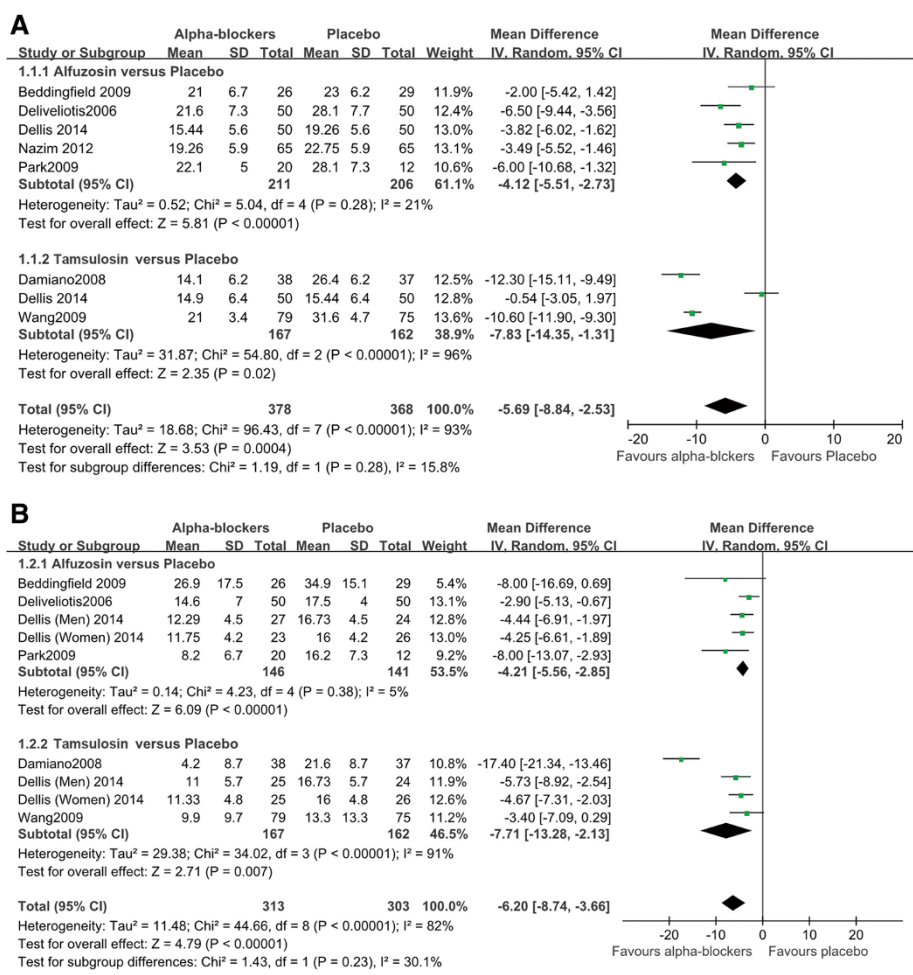 A
Alpha-blockers Placebo Mean Difference Mean Difference
Study or Subgroup Mean SD Total Mean SD Total Weight IV, Random, 95% CI IV, Random, 95% CI
1.1.1 Alfuzosin versus Placebo
Beddingfield 2009 21 6.7 26 23 6.2 29 11.9% -2.00 [-5.42, 1.42]
Deliveliotis2006 21.6 7.3 50 28.1 7.7 50 12.4% -6.50 [-9.44, -3.56]
Dellis 2014 15.44 5.6 50 19.26 5.6 50 13.0% -3.82 [-6.02, -1.62]
Nazim 2012 19.26 5.9 65 22.75 5.9 65 13.1% -3.49 [-5.52, -1.46]
Park2009 22.1 5 20 28.1 7.3 12 10.6% -6.00 [-10.68, -1.32]
Subtotal (95% CI) 211 206 61.1% -4.12 [-5.51, -2.73]
Heterogeneity: Tau² = 0.52; Chi² = 5.04, df = 4 (P = 0.28); I² = 21%
Test for overall effect: Z = 5.81 (P < 0.00001)
1.1.2 Tamsulosin versus Placebo
Damiano2008 14.1 6.2 38 26.4 6.2 37 12.5% -12.30 [-15.11, -9.49]
Dellis 2014 14.9 6.4 50 15.44 6.4 50 12.8% -0.54 [-3.05, 1.97]
Wang2009 21 3.4 79 31.6 4.7 75 13.6% -10.60 [-11.90, -9.30]
Subtotal (95% CI) 167 162 38.9% -7.83 [-14.35, -1.31]
Heterogeneity: Tau² = 31.87; Chi² = 54.80, df = 2 (P < 0.00001); I² = 96%
Test for overall effect: Z = 2.35 (P = 0.02)
Total (95% CI) 378 368 100.0% -5.69 [-8.84, -2.53]
Heterogeneity: Tau² = 18.68; Chi² = 96.43, df = 7 (P < 0.00001); I² = 93%
Test for overall effect: Z = 3.53 (P = 0.0004)
Test for subgroup differences: Chi² = 1.19, df = 1 (P = 0.28), I² = 15.8%
-20 -10 0 10 20
Favours alpha-blckers Favours Placebo
B
Alpha-blockers Placebo Mean Difference Mean Difference
Study or Subgroup Mean SD Total Mean SD Total Weight IV, Random, 95% CI IV, Random, 95% CI
1.2.1 Alfuzosin versus Placebo
Beddingfield 2009 26.9 17.5 26 34.9 15.1 29 5.4% -8.00 [-16.69, 0.69]
Deliveliotis2006 14.6 7 50 17.5 4 50 13.1% -2.90 [-5.13, -0.67]
Dellis (Men) 2014 12.29 4.5 27 16.73 4.5 24 12.8% -4.44 [-6.91, -1.97]
Dellis (Women) 2014 11.75 4.2 23 16 4.2 26 13.0% -4.25 [-6.61, -1.89]
Park2009 8.2 6.7 20 16.2 7.3 12 9.2% -8.00 [-13.07, -2.93]
Subtotal (95% CI) 146 141 53.5% -4.21 [-5.56, -2.85]
Heterogeneity: Tau² = 0.14; Chi² = 4.23, df = 4 (P = 0.38); I² = 5%
Test for overall effect: Z = 6.09 (P < 0.00001)
1.2.2 Tamsulosin versus Placebo
Damiano2008 4.2 8.7 38 21.6 8.7 37 10.8% -17.40 [-21.34, -13.46]
Dellis (Men) 2014 11 5.7 25 16.73 5.7 24 11.9% -5.73 [-8.92, -2.54]
Dellis (Women) 2014 11.33 4.8 25 16 4.8 26 12.6% -4.67 [-7.31, -2.03]
Wang2009 9.9 9.7 79 13.3 13.3 75 11.2% -3.40 [-7.09, 0.29]
Subtotal (95% CI) 167 162 46.5% -7.71 [-13.28, -2.13]
Heterogeneity: Tau² = 29.38; Chi² = 34.02, df = 3 (P < 0.00001); I² = 91%
Test for overall effect: Z = 2.71 (P = 0.007)
Total (95% CI) 313 303 100.0% -6.20 [-8.74, -3.66]
Heterogeneity: Tau² = 11.48; Chi² = 44.66, df = 8 (P < 0.00001); I² = 82%
Test for overall effect: Z = 4.79 (P < 0.00001)
Test for subgroup differences: Chi² = 1.43, df = 1 (P = 0.23), I² = 30.1%
-20 -10 0 10 20
Favours alpha-blockers Favours placebo